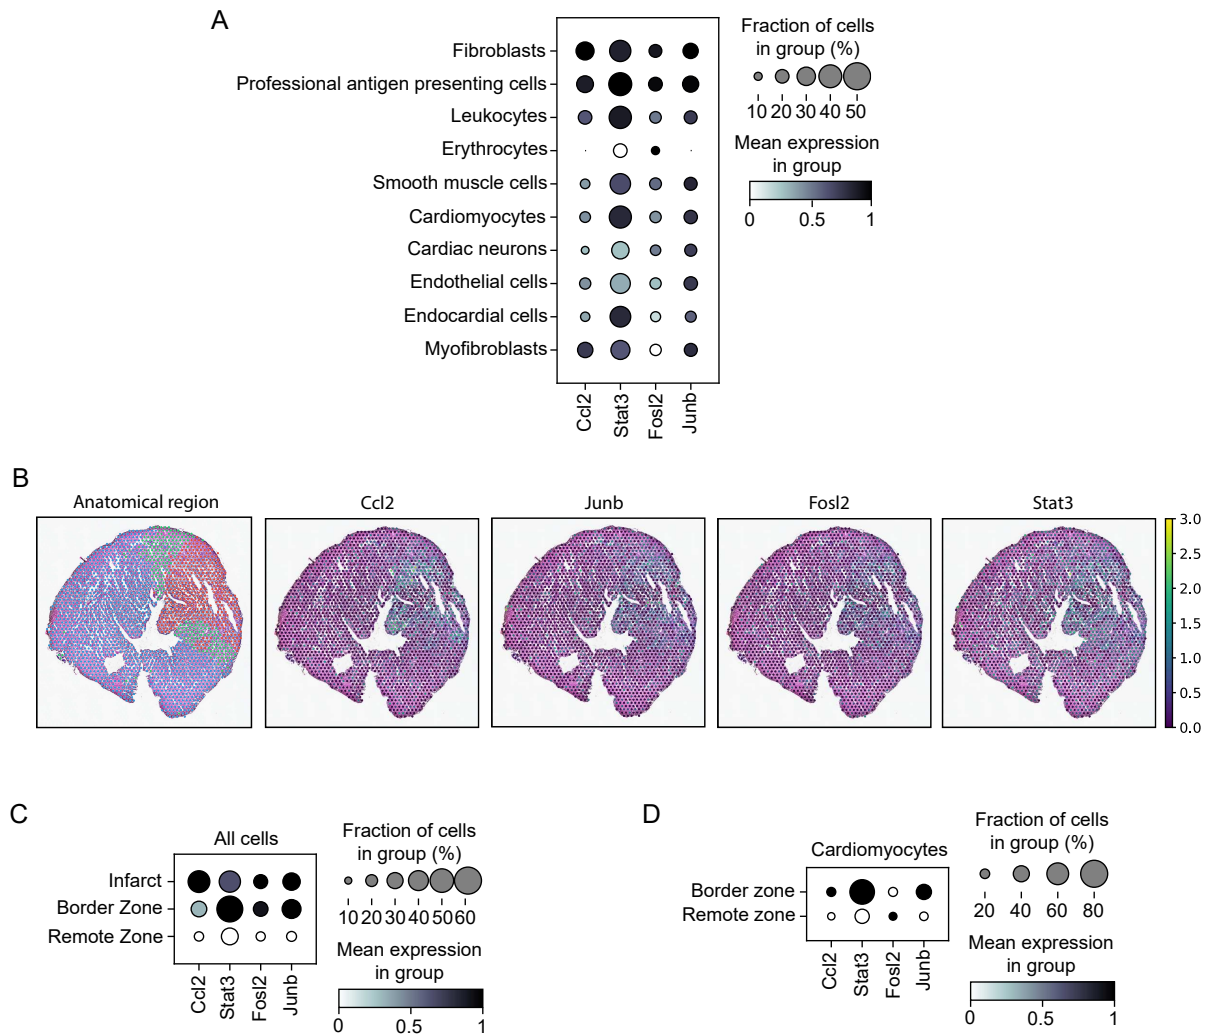 A
Fibroblasts
Professional antigen presenting cells
Leukocytes
Erythrocytes
Smooth muscle cells
Cardiomyocytes
Cardiac neurons
Endothelial cells
Endocardial cells
Myofibroblasts
Ccl2 Stat3 Fosl2 Junb
Fraction of cells
in group (%)
10 20 30 40 50
Mean expression
in group
0 0.5 1
B
Anatomical region
Ccl2
Junb
Fosl2
Stat3
3.0
2.5
2.0
1.5
1.0
0.5
0.0
C
All cells
Infarct
Border Zone
Remote Zone
Ccl2 Stat3 Fosl2 Junb
Fraction of cells
in group (%)
10 20 30 40 50 60
Mean expression
in group
0 0.5 1
D
Cardiomyocytes
Border zone
Remote zone
Ccl2 Stat3 Fosl2 Junb
Fraction of cells
in group (%)
20 40 60 80
Mean expression
in group
0 0.5 1